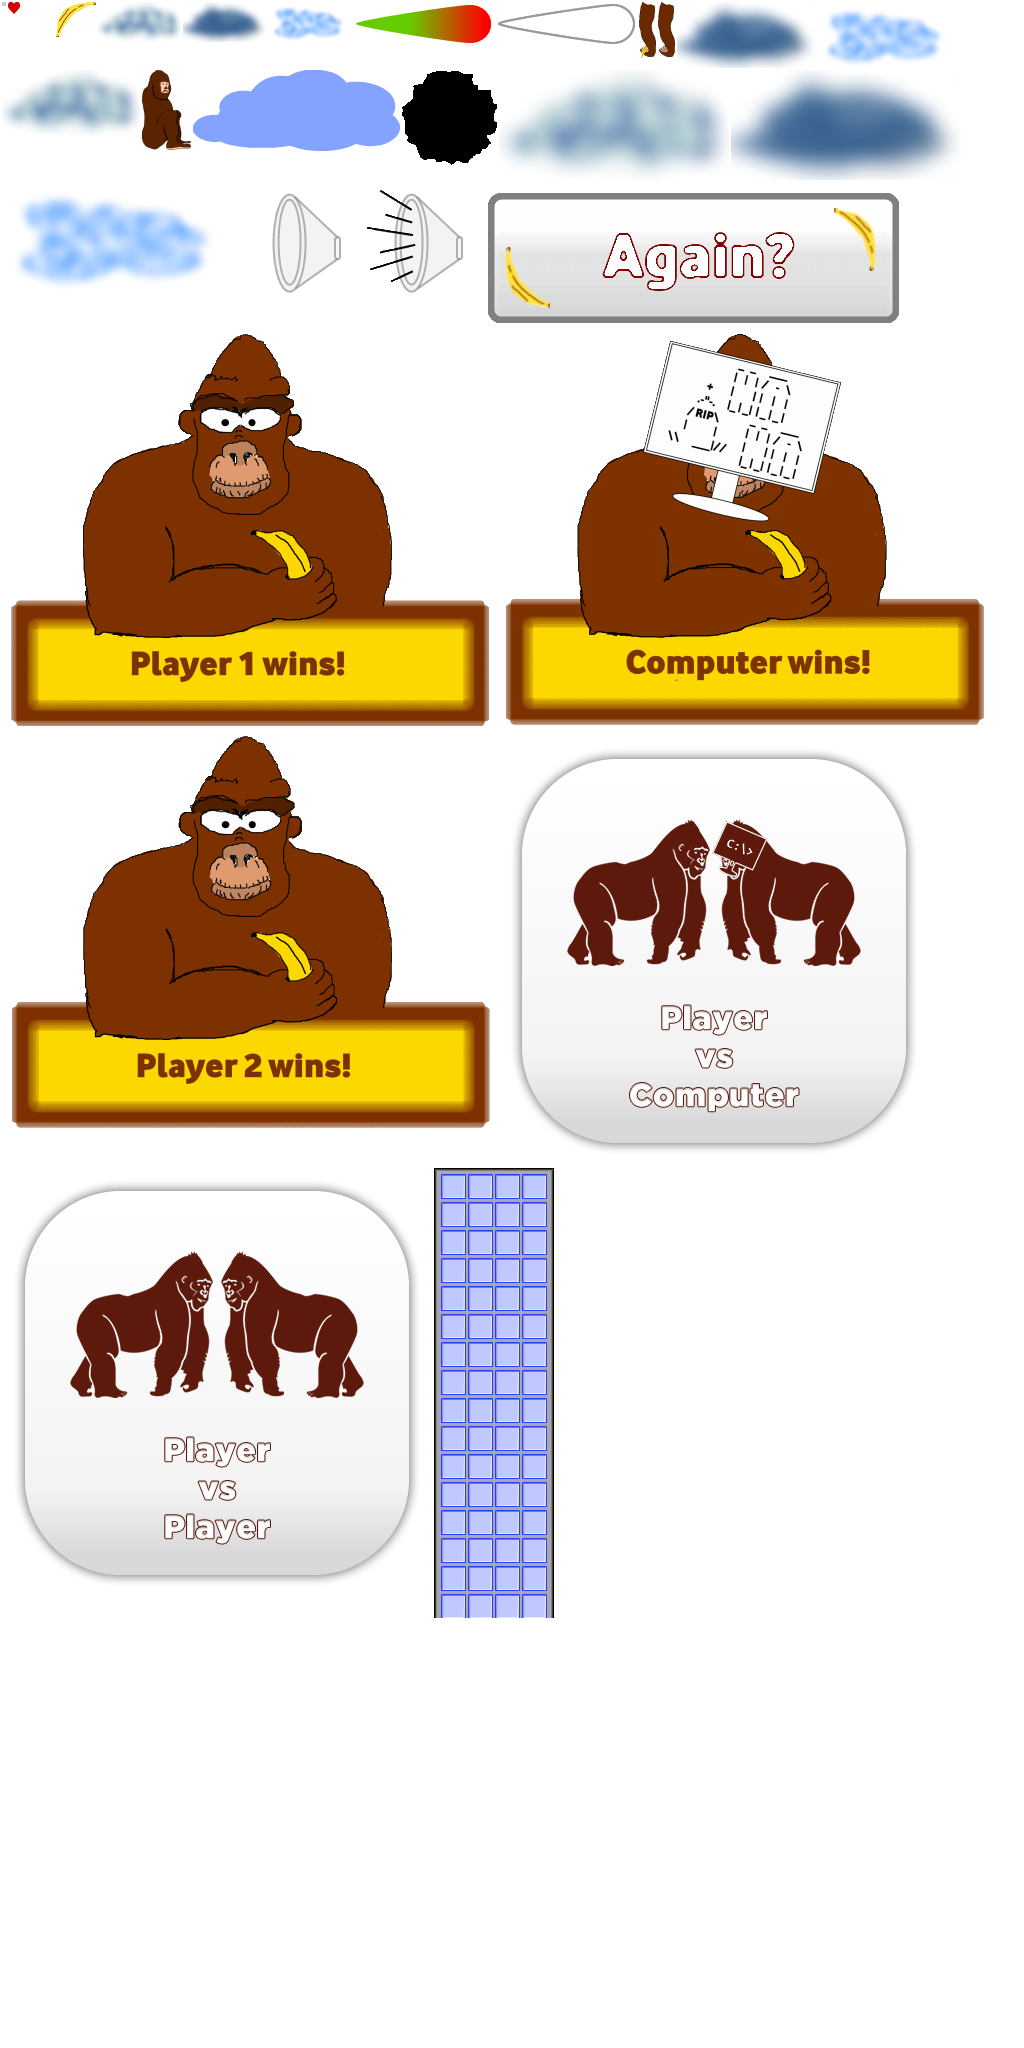 Again?
RIP
Player 1 wins!
Computer wins!
C:\>
Player 2 wins!
Player
vs
Computer
Player
vs
Player